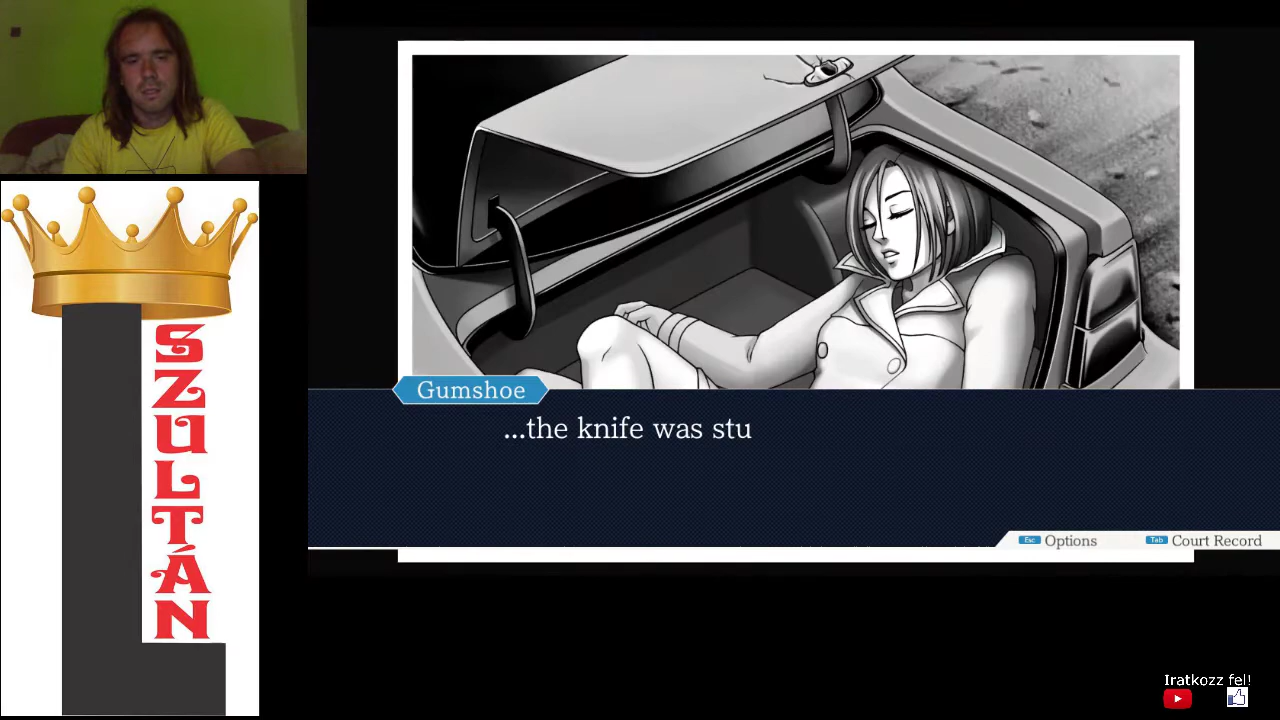 L
SZULTÁN
Gumshoe
...the knife was stu
Esc Options
Tab Court Record
Iratkozz fel!